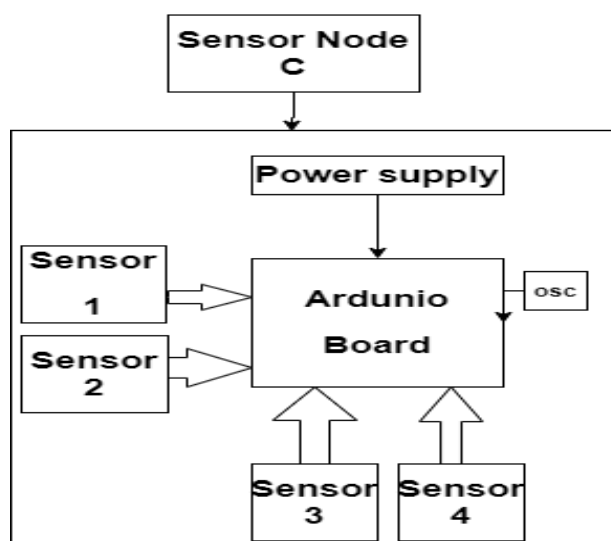 Sensor Node
C
Power supply
Sensor
1
Ardunio
Board
osc
Sensor
2
Sensor
3
Sensor
4